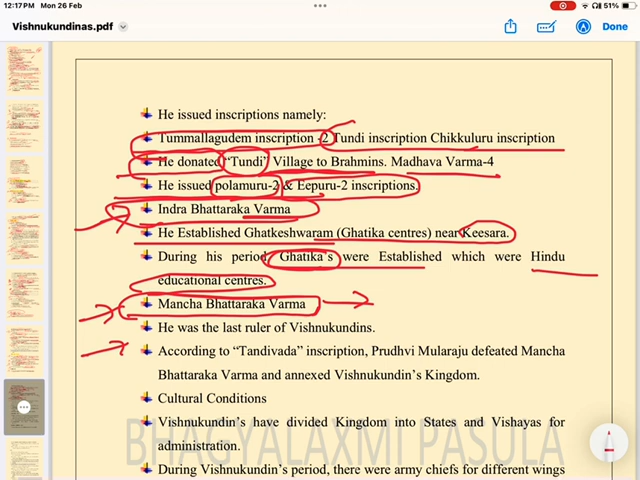 12:17PM Mon 26 Feb
51%
Vishnukundinas.pdf
Done
He issued inscriptions namely:
Tummallagudem inscription -2 Tundi inscription Chikkuluru inscription
He donated “Tundi” Village to Brahmins. Madhava Varma-4
He issued polamuru-2 & Eepuru-2 inscriptions.
Indra Bhattaraka Varma
He Established Ghatkeshwaram (Ghatika centres) near Keesara.
During his period Ghatika's were Established which were Hindu
educational centres.
Mancha Bhattaraka Varma
He was the last ruler of Vishnukundins.
According to “Tandivada” inscription, Prudhvi Mularaju defeated Mancha
Bhattaraka Varma and annexed Vishnukundin's Kingdom.
Cultural Conditions
Vishnukundin's have divided Kingdom into States and Vishayas for
administration.
BHAGYALAXMI PASULA
During Vishnukundin's period, there were army chiefs for different wings